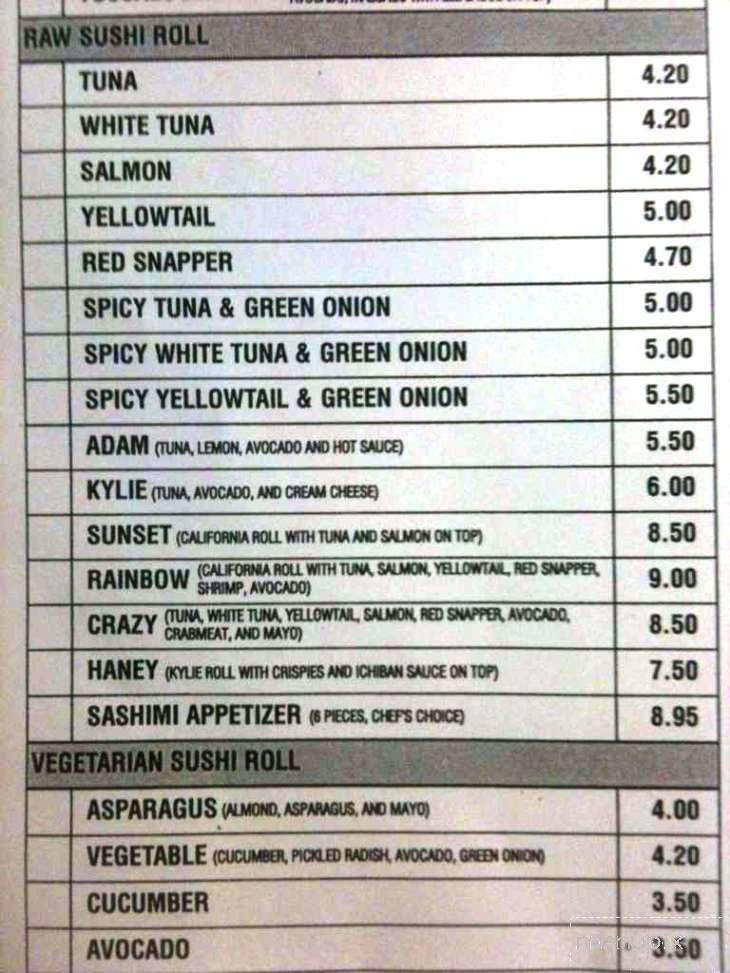 RAW SUSHI ROLL
TUNA 4.20
WHITE TUNA 4.20
SALMON 4.20
YELLOWTAIL 5.00
RED SNAPPER 4.70
SPICY TUNA & GREEN ONION 5.00
SPICY WHITE TUNA & GREEN ONION 5.00
SPICY YELLOWTAIL & GREEN ONION 5.50
ADAM (TUNA, LEMON, AVOCADO AND HOT SAUCE) 5.50
KYLIE (TUNA, AVOCADO, AND CREAM CHEESE) 6.00
SUNSET (CALIFORNIA ROLL WITH TUNA AND SALMON ON TOP) 8.50
RAINBOW (CALIFORNIA ROLL WITH TUNA, SALMON, YELLOWTAIL, RED SNAPPER, 9.00
SHRIMP, AVOCADO)
CRAZY (TUNA, WHITE TUNA, YELLOWTAIL, SALMON, RED SNAPPER, AVOCADO, 8.50
CRABMEAT, AND MAYO)
HANEY (KYLIE ROLL WITH CRISPIES AND ICHIBAN SAUCE ON TOP) 7.50
SASHIMI APPETIZER (6 PIECES, CHEF'S CHOICE) 8.95
VEGETARIAN SUSHI ROLL
ASPARAGUS (ALMOND, ASPARAGUS, AND MAYO) 4.00
VEGETABLE (CUCUMBER, PICKLED RADISH, AVOCADO, GREEN ONION) 4.20
CUCUMBER 3.50
AVOCADO 3.50